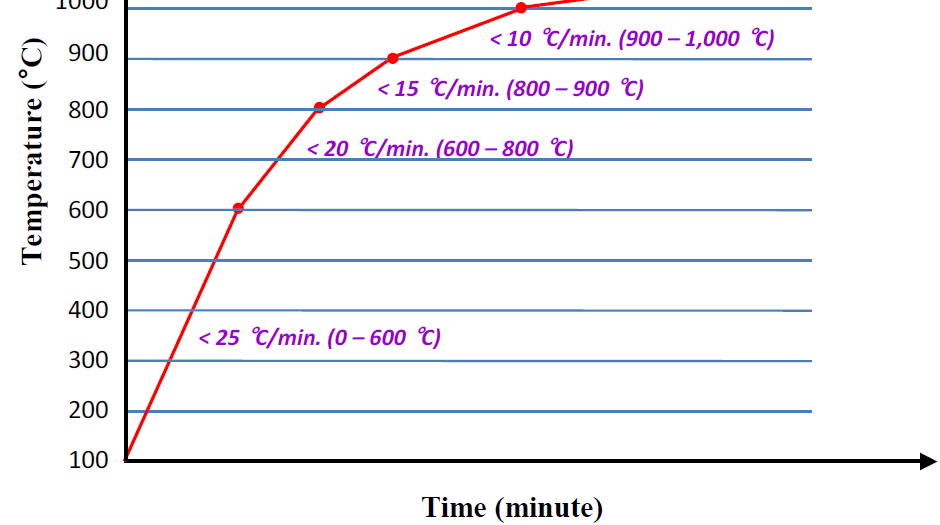 1000
< 10 ℃/min. (900 – 1,000 ℃)
900
< 15 ℃/min. (800 – 900 ℃)
800
< 20 ℃/min. (600 – 800 ℃)
700
600
500
400
< 25 ℃/min. (0 – 600 ℃)
300
200
100
Temperature (°C)
Time (minute)